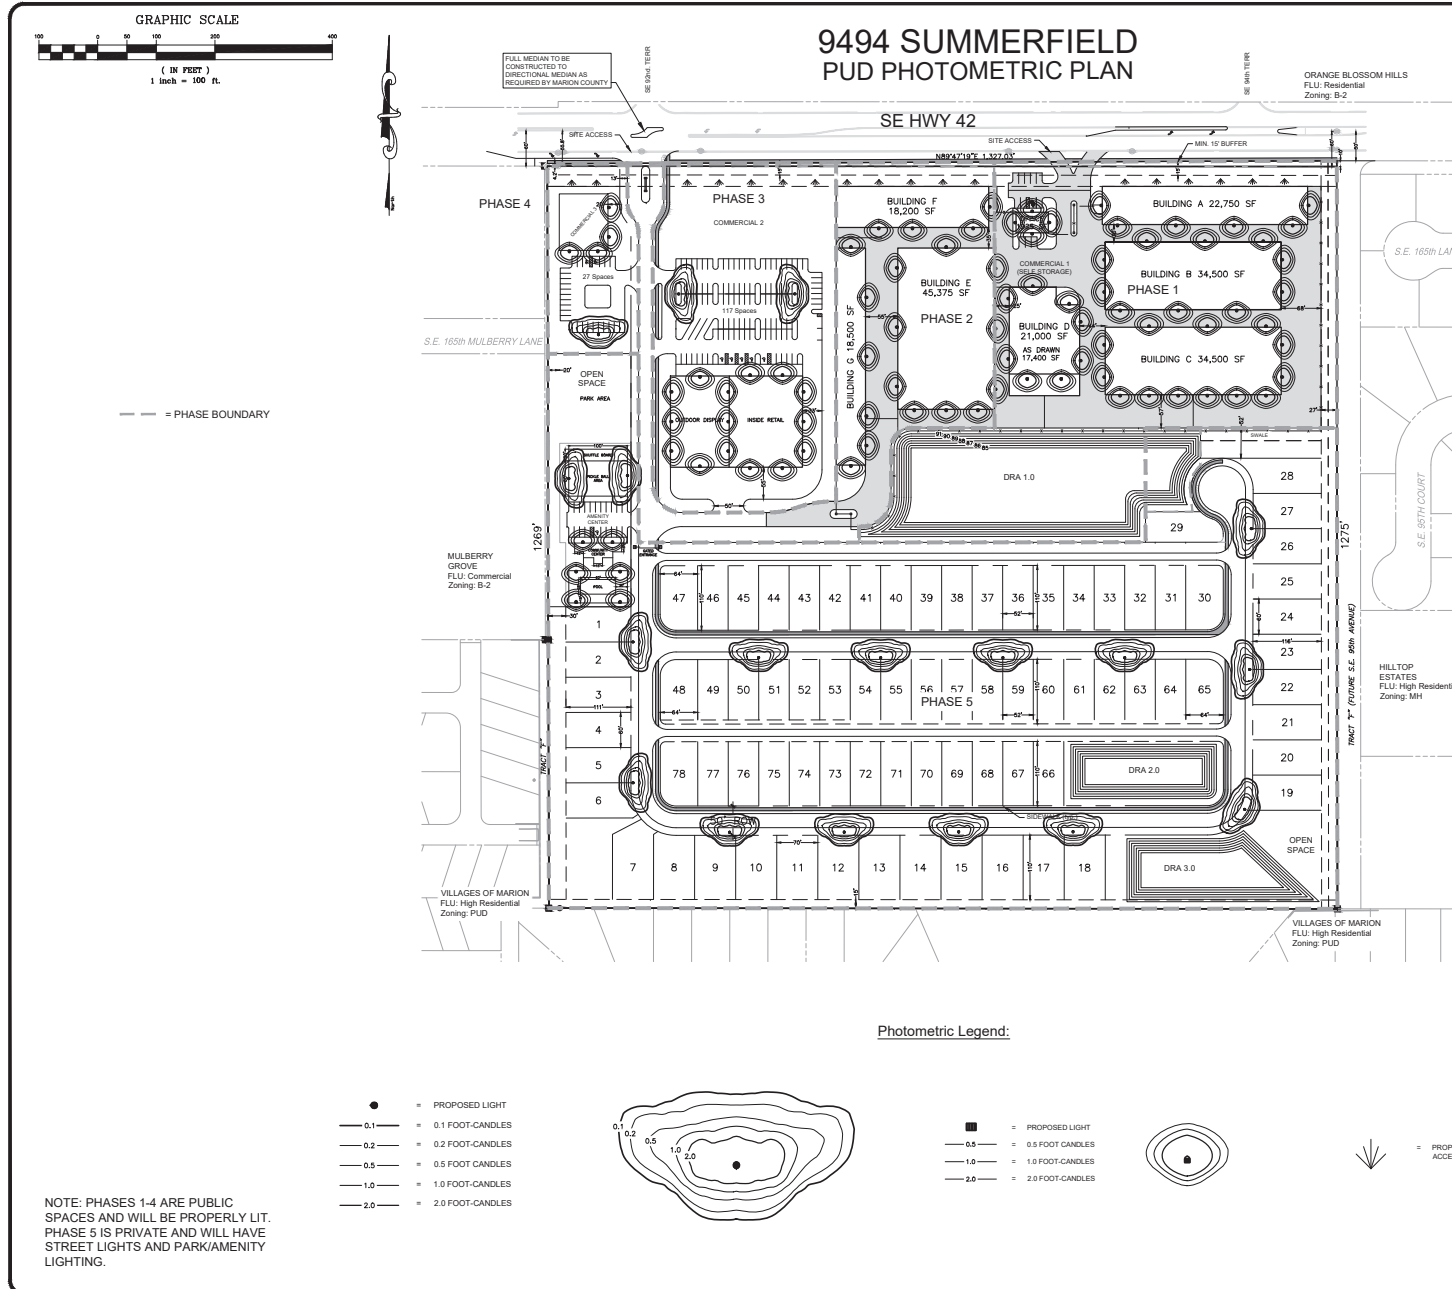 GRAPHIC SCALE
100 0 50 100 200 400
( IN FEET )
1 inch = 100 ft.
9494 SUMMERFIELD
PUD PHOTOMETRIC PLAN
FULL MEDIAN TO BE
CONSTRUCTED TO
DIRECTIONAL MEDIAN AS
REQUIRED BY MARION COUNTY
SE 92nd. TERR
SE 94th TERR
ORANGE BLOSSOM HILLS
FLU: Residential
Zoning: B-2
SE HWY 42
SITE ACCESS
SITE ACCESS
N89°47'19"E 1,327.03'
MIN. 15' BUFFER
PHASE 4
PHASE 3
COMMERCIAL 2
BUILDING F
18,200 SF
BUILDING A 22,750 SF
S.E. 165th LAN
COMMERCIAL 1
(SELF STORAGE)
BUILDING B 34,500 SF
PHASE 1
27 Spaces
117 Spaces
BUILDING E
45,375 SF
PHASE 2
BUILDING G 18,500 SF
BUILDING D
21,000 SF
AS DRAWN
17,400 SF
BUILDING C 34,500 SF
S.E. 165th MULBERRY LANE
OPEN
SPACE
PARK AREA
= PHASE BOUNDARY
OUTDOOR DISPLAY
INSIDE RETAIL
SWALE
91 90 89 88 87 86 85
DRA 1.0
SHUFFLE BOARD
PICKLE BALL
AREA
AMENITY
CENTER
POOL
GATED
ENTRANCE
1269'
1275'
S.E. 95TH COURT
MULBERRY
GROVE
FLU: Commercial
Zoning: B-2
28
27
29
26
25
24
23
22
21
20
19
47 46 45 44 43 42 41 40 39 38 37 36 35 34 33 32 31 30
1
2
3
4
5
6
48 49 50 51 52 53 54 55 56 57 58 59 60 61 62 63 64 65
PHASE 5
78 77 76 75 74 73 72 71 70 69 68 67 66
DRA 2.0
TRACT "F" (FUTURE S.E. 95th AVENUE)
HILLTOP
ESTATES
FLU: High Residenti
Zoning: MH
50' ROW
7 8 9 10 11 12 13 14 15 16 17 18
DRA 3.0
OPEN
SPACE
VILLAGES OF MARION
FLU: High Residential
Zoning: PUD
VILLAGES OF MARION
FLU: High Residential
Zoning: PUD
Photometric Legend:
= PROPOSED LIGHT
0.1 = 0.1 FOOT-CANDLES
0.2 = 0.2 FOOT-CANDLES
0.5 = 0.5 FOOT CANDLES
1.0 = 1.0 FOOT-CANDLES
2.0 = 2.0 FOOT-CANDLES
0.1
0.2
0.5
1.0
2.0
= PROPOSED LIGHT
0.5 = 0.5 FOOT CANDLES
1.0 = 1.0 FOOT-CANDLES
2.0 = 2.0 FOOT-CANDLES
= PROP
ACCE
NOTE: PHASES 1-4 ARE PUBLIC
SPACES AND WILL BE PROPERLY LIT.
PHASE 5 IS PRIVATE AND WILL HAVE
STREET LIGHTS AND PARK/AMENITY
LIGHTING.